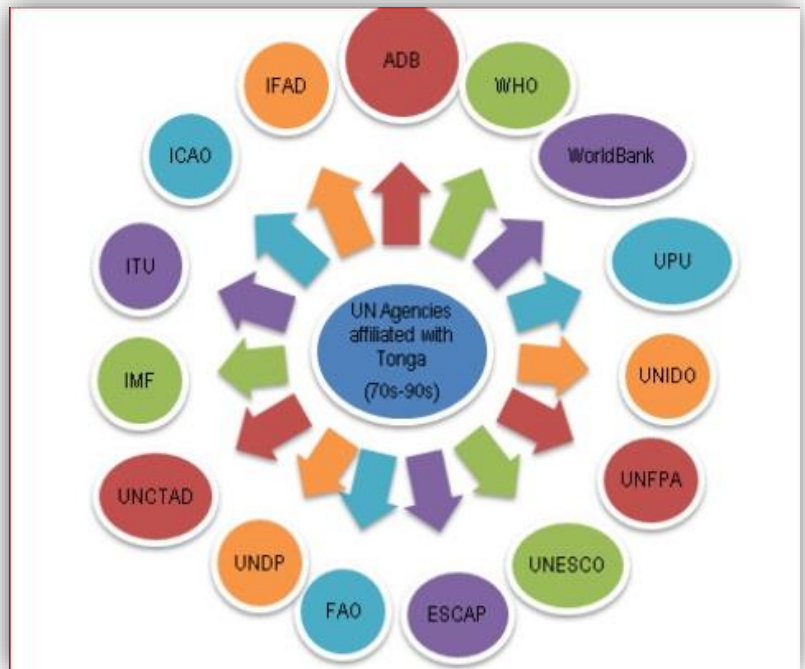 ADB
WHO
WorldBank
UPU
UNIDO
UNFPA
UNESCO
ESCAP
FAO
UNDP
UNCTAD
IMF
ITU
ICAO
IFAD
UN Agencies
affiliated with
Tonga
(70s-90s)